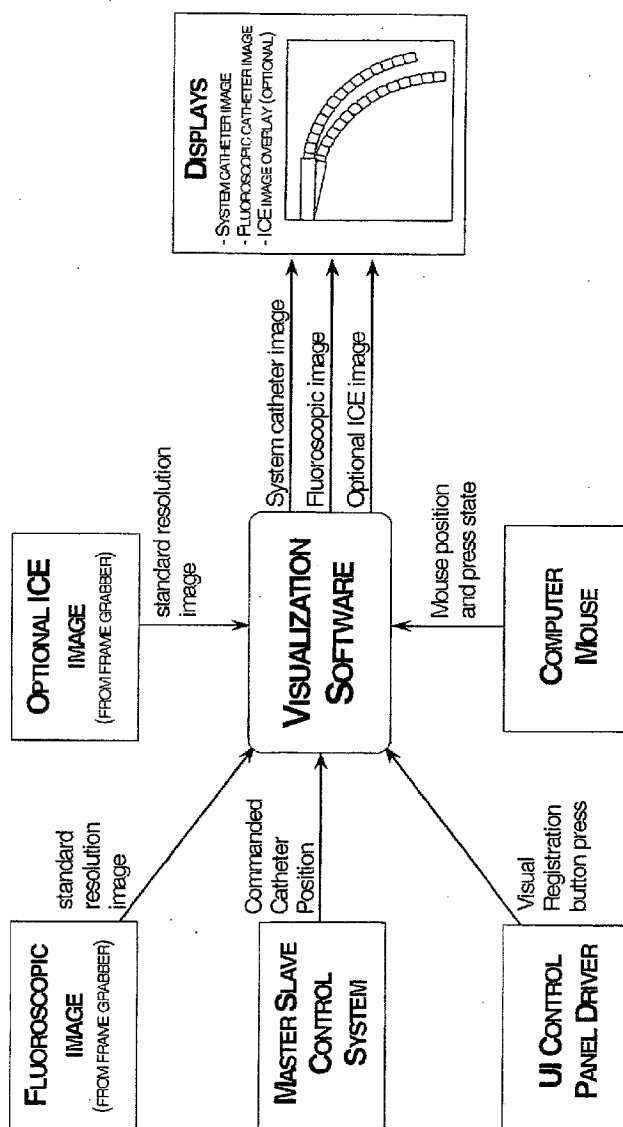 FLUOROSCOPIC
IMAGE
(FROM FRAME GRABBER)
standard
resolution
image
OPTIONAL ICE
IMAGE
(FROM FRAME GRABBER)
standard resolution
image
MASTER SLAVE
CONTROL
SYSTEM
Commanded
Catheter
Position
VISUALIZATION
SOFTWARE
System catheter image
Fluoroscopic image
Optional ICE image
DISPLAYS
- SYSTEM CATHETER IMAGE
- FLUOROSCOPIC CATHETER IMAGE
- ICE IMAGE OVERLAY (OPTIONAL)
UI CONTROL
PANEL DRIVER
Visual
Registration
button press
COMPUTER
MOUSE
Mouse position
and press state